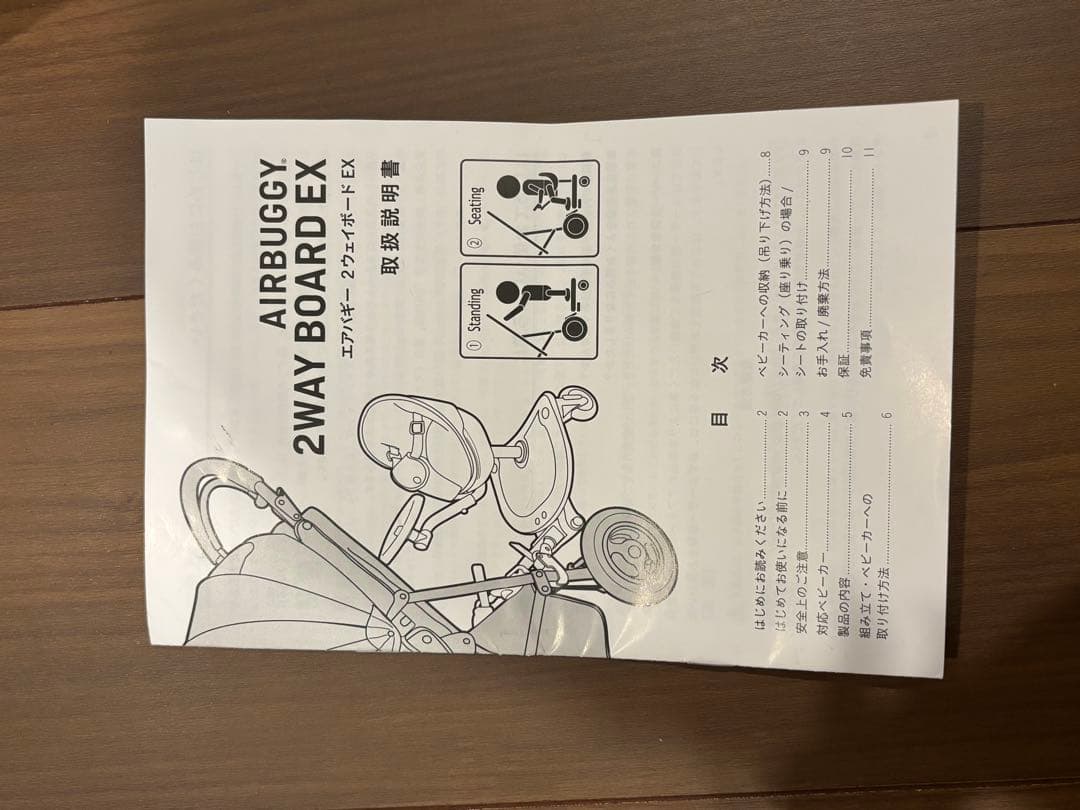 AIRBUGGY®
2WAY BOARD EX
エアバギー 2ウェイボード EX
取扱説明書
① Standing
② Seating
目 次
はじめにお読みください ..................... 2
はじめてお使いになる前に ................ 2
安全上のご注意 ................................ 3
対応ベビーカー ................................ 4
製品の内容 ...................................... 5
組み立て・ベビーカーへの
取り付け方法 ................................... 6
ベビーカーへの収納（吊り下げ方法）.....8
シーティング（座り乗り）の場合 /
シートの取り付け ............................. 9
お手入れ / 廃棄方法 .......................... 9
保証 ................................................ 10
免責事項 .......................................... 11